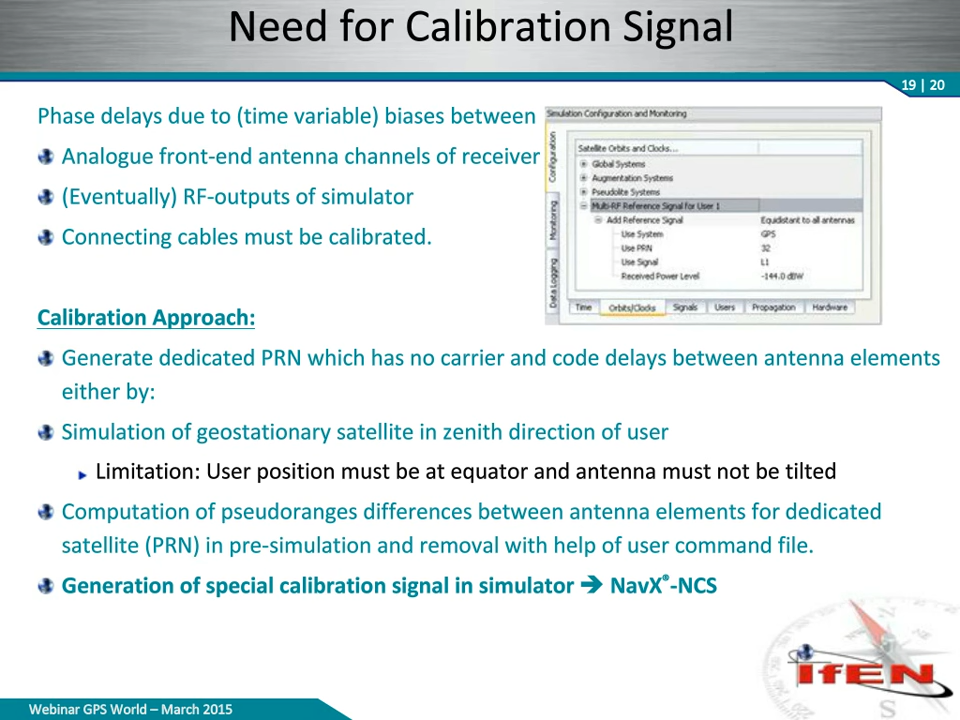 Need for Calibration Signal
19 | 20
Phase delays due to (time variable) biases between
Analogue front-end antenna channels of receiver
(Eventually) RF-outputs of simulator
Connecting cables must be calibrated.
Simulation Configuration and Monitoring
Configuration
Monitoring
Data Logging
Satellite Orbits and Clocks...
Global Systems
Augmentation Systems
Pseudolite Systems
Multi-RF Reference Signal for User 1
Add Reference Signal Equidistant to all antennas
Use System GPS
Use PRN 32
Use Signal L1
Received Power Level -144.0 dBW
Time Orbits/Clocks Signals Users Propagation Hardware
Calibration Approach:
Generate dedicated PRN which has no carrier and code delays between antenna elements
either by:
Simulation of geostationary satellite in zenith direction of user
Limitation: User position must be at equator and antenna must not be tilted
Computation of pseudoranges differences between antenna elements for dedicated
satellite (PRN) in pre-simulation and removal with help of user command file.
Generation of special calibration signal in simulator ➔ NavX®-NCS
IFEN
S
Webinar GPS World – March 2015